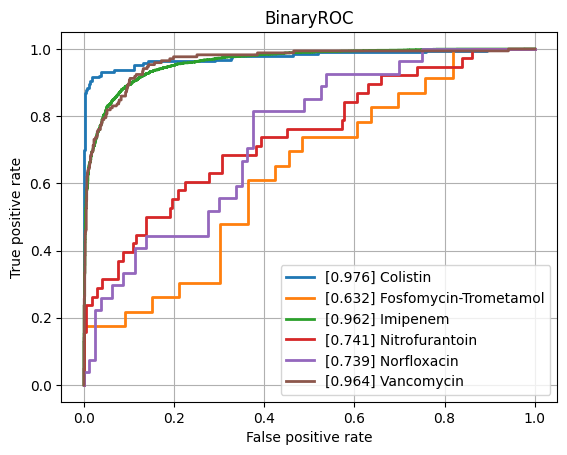 BinaryROC
True positive rate
1.0
0.8
0.6
0.4
0.2
0.0
[0.976] Colistin
[0.632] Fosfomycin-Trometamol
[0.962] Imipenem
[0.741] Nitrofurantoin
[0.739] Norfloxacin
[0.964] Vancomycin
0.0 0.2 0.4 0.6 0.8 1.0
False positive rate